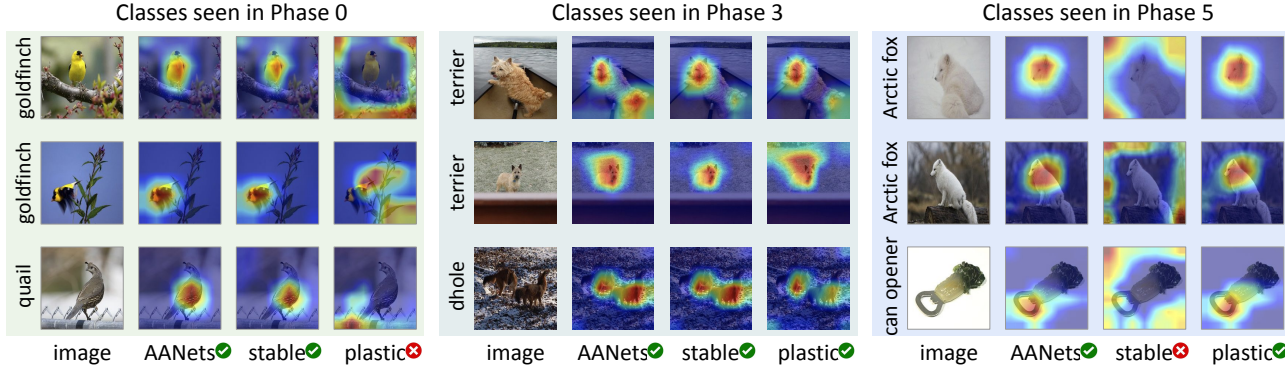 Classes seen in Phase 0
goldfinch
goldfinch
quail
image AANets stable plastic
Classes seen in Phase 3
terrier
terrier
dhole
image AANets stable plastic
Classes seen in Phase 5
Arctic fox
Arctic fox
can opener
image AANets stable plastic